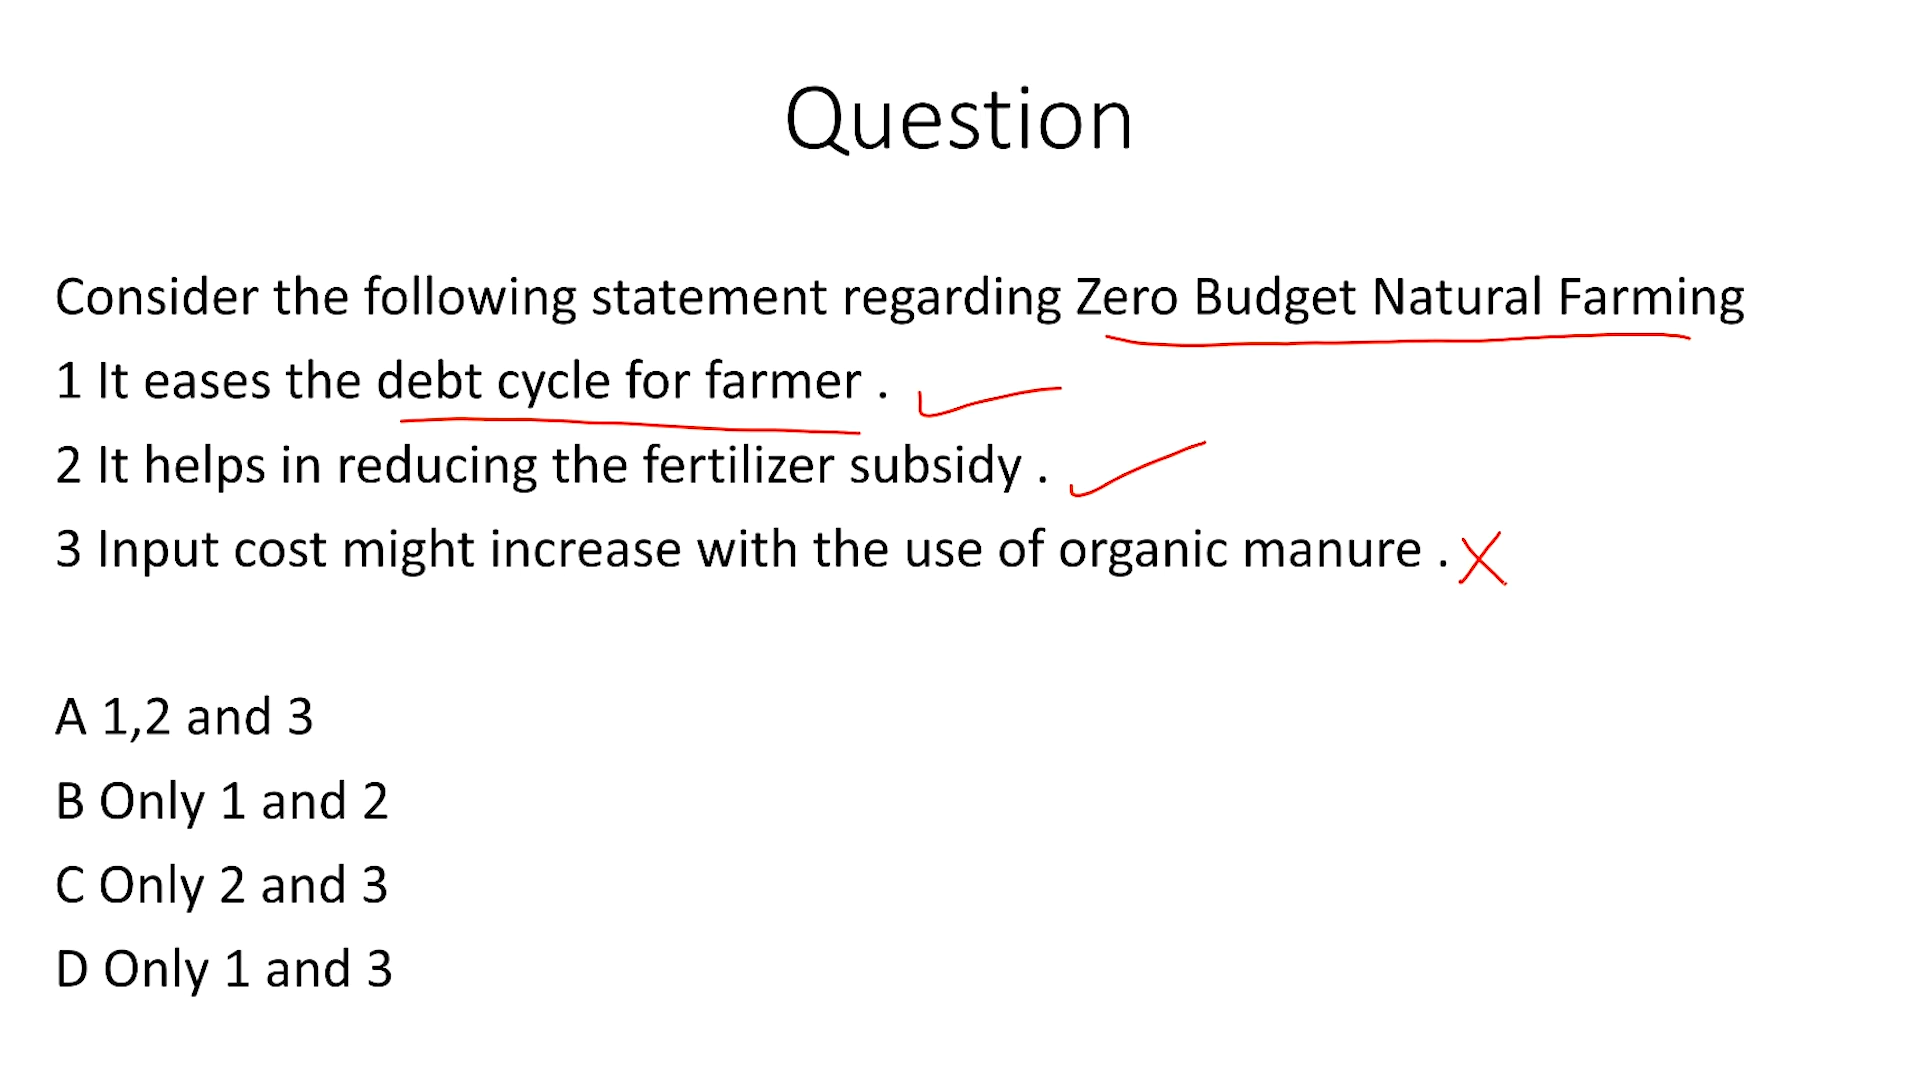 Question
Consider the following statement regarding Zero Budget Natural Farming
1 It eases the debt cycle for farmer .
2 It helps in reducing the fertilizer subsidy .
3 Input cost might increase with the use of organic manure .
A 1,2 and 3
B Only 1 and 2
C Only 2 and 3
D Only 1 and 3